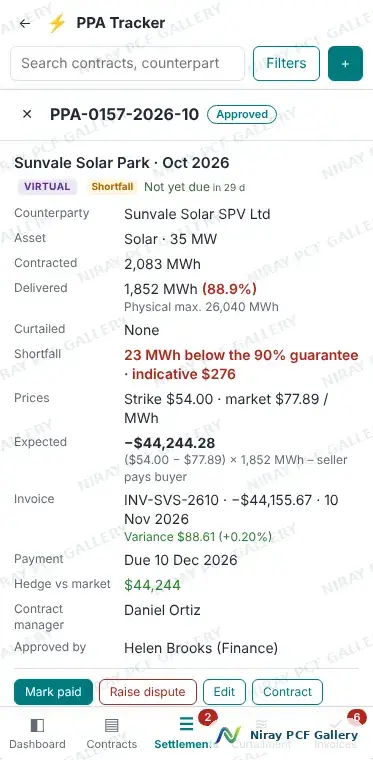 ← ⚡ PPA Tracker
Search contracts, counterpart
Filters
+
× PPA-0157-2026-10 Approved
Sunvale Solar Park · Oct 2026
VIRTUAL Shortfall Not yet due in 29 d
Counterparty Sunvale Solar SPV Ltd
Asset Solar · 35 MW
Contracted 2,083 MWh
Delivered 1,852 MWh (88.9%)
Physical max. 26,040 MWh
Curtailed None
Shortfall 23 MWh below the 90% guarantee
· indicative $276
Prices Strike $54.00 · market $77.89 /
MWh
Expected −$44,244.28
($54.00 − $77.89) × 1,852 MWh – seller
pays buyer
Invoice INV-SVS-2610 · −$44,155.67 · 10
Nov 2026
Variance $88.61 (+0.20%)
Payment Due 10 Dec 2026
Hedge vs market $44,244
Contract
manager Daniel Ortiz
Approved by Helen Brooks (Finance)
Mark paid Raise dispute Edit Contract
2 6
Dashboard Contracts Settlemen Curtailment Invoices
Niray PCF Gallery
NIRAY PCF GALLERY